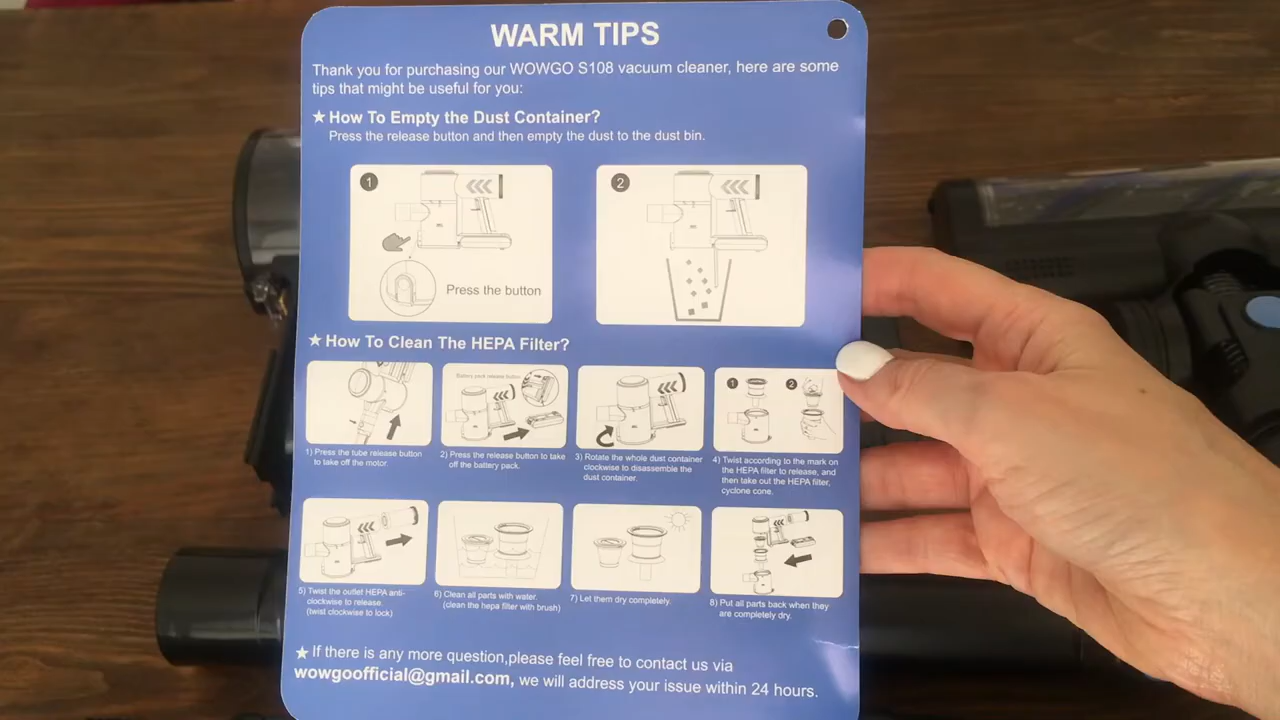 WARM TIPS
Thank you for purchasing our WOWGO S108 vacuum cleaner, here are some
tips that might be useful for you:
★ How To Empty the Dust Container?
Press the release button and then empty the dust to the dust bin.
1
2
Press the button
★ How To Clean The HEPA Filter?
Battery pack release button
1
2
1) Press the tube release button
to take off the motor.
2) Press the release button to take
off the battery pack.
3) Rotate the whole dust container
clockwise to disassemble the
dust container.
4) Twist according to the mark on
the HEPA filter to release, and
then take out the HEPA filter,
cyclone cone.
5) Twist the outlet HEPA anti-
clockwise to release.
(twist clockwise to lock)
6) Clean all parts with water.
(clean the hepa filter with brush)
7) Let them dry completely.
8) Put all parts back when they
are completely dry.
★ If there is any more question,please feel free to contact us via
wowgoofficial@gmail.com, we will address your issue within 24 hours.